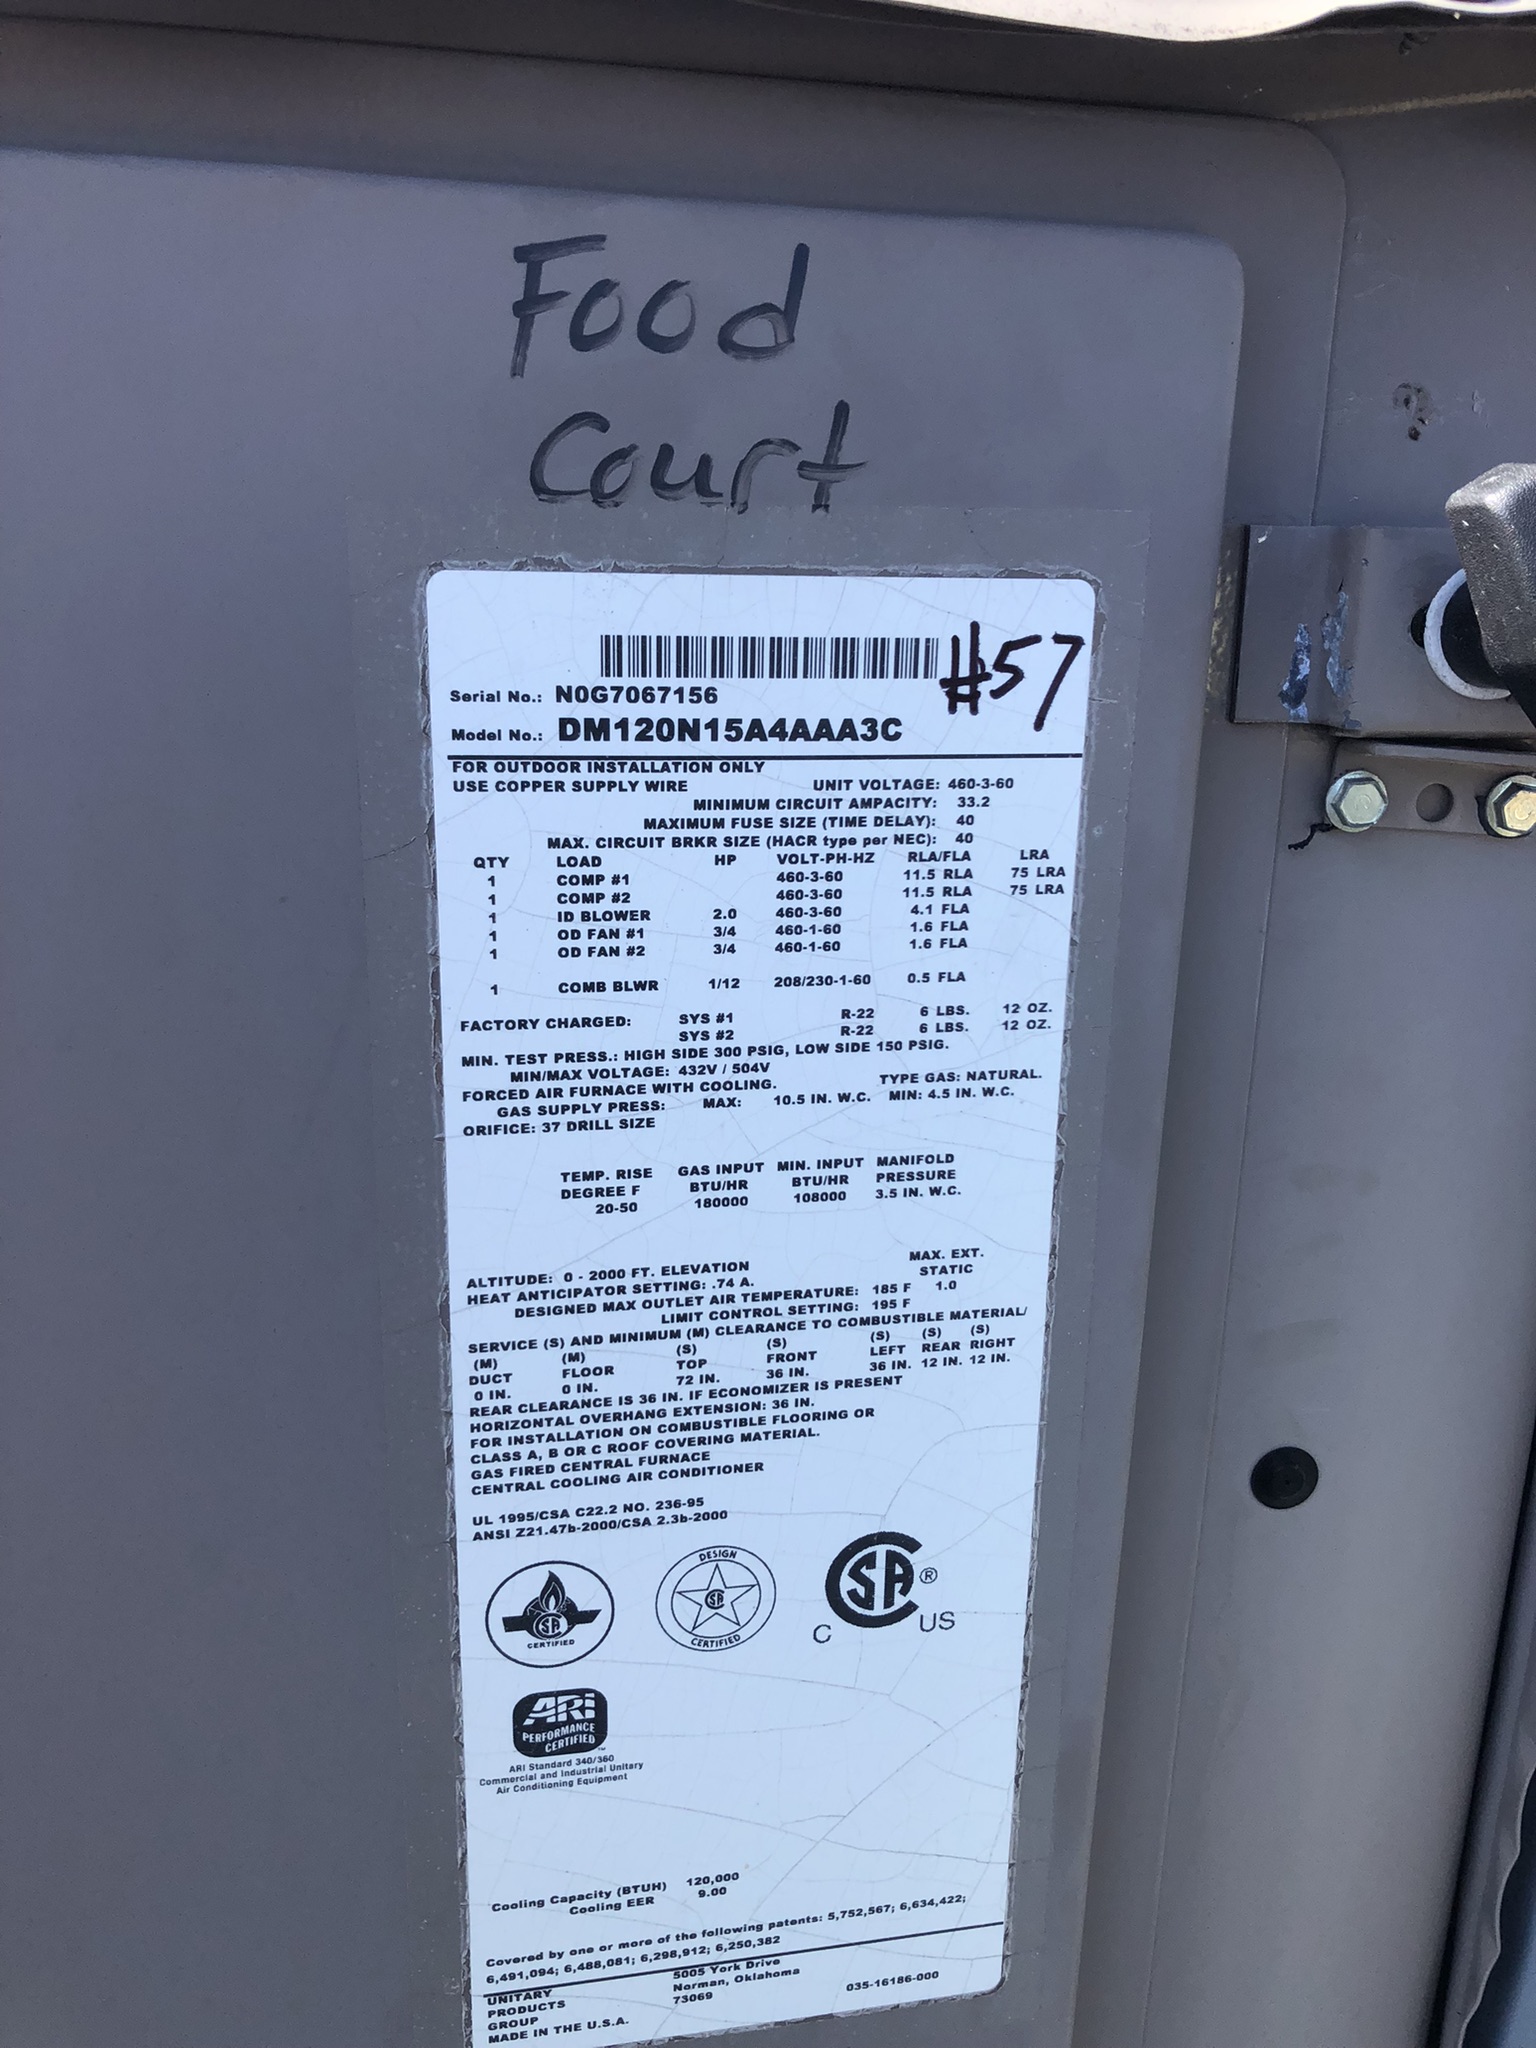 Food
Court
#57
Serial No.: N0G7067156
Model No.: DM120N15A4AAA3C
FOR OUTDOOR INSTALLATION ONLY
USE COPPER SUPPLY WIRE UNIT VOLTAGE: 460-3-60
MINIMUM CIRCUIT AMPACITY: 33.2
MAXIMUM FUSE SIZE (TIME DELAY): 40
MAX. CIRCUIT BRKR SIZE (HACR type per NEC): 40
QTY LOAD HP VOLT-PH-HZ RLA/FLA LRA
1 COMP #1 460-3-60 11.5 RLA 75 LRA
1 COMP #2 460-3-60 11.5 RLA 75 LRA
1 ID BLOWER 2.0 460-3-60 4.1 FLA
1 OD FAN #1 3/4 460-1-60 1.6 FLA
1 OD FAN #2 3/4 460-1-60 1.6 FLA
1 COMB BLWR 1/12 208/230-1-60 0.5 FLA
FACTORY CHARGED: SYS #1 R-22 6 LBS. 12 OZ.
SYS #2 R-22 6 LBS. 12 OZ.
MIN. TEST PRESS.: HIGH SIDE 300 PSIG, LOW SIDE 150 PSIG.
MIN/MAX VOLTAGE: 432V / 504V
FORCED AIR FURNACE WITH COOLING. TYPE GAS: NATURAL.
GAS SUPPLY PRESS: MAX: 10.5 IN. W.C. MIN: 4.5 IN. W.C.
ORIFICE: 37 DRILL SIZE
TEMP. RISE GAS INPUT MIN. INPUT MANIFOLD
DEGREE F BTU/HR BTU/HR PRESSURE
20-50 180000 108000 3.5 IN. W.C.
MAX. EXT.
ALTITUDE: 0 - 2000 FT. ELEVATION STATIC
HEAT ANTICIPATOR SETTING: .74 A. 1.0
DESIGNED MAX OUTLET AIR TEMPERATURE: 185 F
LIMIT CONTROL SETTING: 195 F
SERVICE (S) AND MINIMUM (M) CLEARANCE TO COMBUSTIBLE MATERIAL/
(M) (M) (S) (S) (S) (S) (S)
DUCT FLOOR TOP FRONT LEFT REAR RIGHT
0 IN. 0 IN. 72 IN. 36 IN. 36 IN. 12 IN. 12 IN.
REAR CLEARANCE IS 36 IN. IF ECONOMIZER IS PRESENT
HORIZONTAL OVERHANG EXTENSION: 36 IN.
FOR INSTALLATION ON COMBUSTIBLE FLOORING OR
CLASS A, B OR C ROOF COVERING MATERIAL.
GAS FIRED CENTRAL FURNACE
CENTRAL COOLING AIR CONDITIONER
UL 1995/CSA C22.2 NO. 236-95
ANSI Z21.47b-2000/CSA 2.3b-2000
SA CERTIFIED
DESIGN CERTIFIED
CSA ®
C US
ARI
PERFORMANCE
CERTIFIED ™
ARI Standard 340/360
Commercial and Industrial Unitary
Air Conditioning Equipment
Cooling Capacity (BTUH) 120,000
Cooling EER 9.00
Covered by one or more of the following patents: 5,752,567; 6,634,422;
6,491,094; 6,488,081; 6,298,912; 6,250,382
UNITARY 5005 York Drive
PRODUCTS Norman, Oklahoma
GROUP 73069 035-16186-000
MADE IN THE U.S.A.